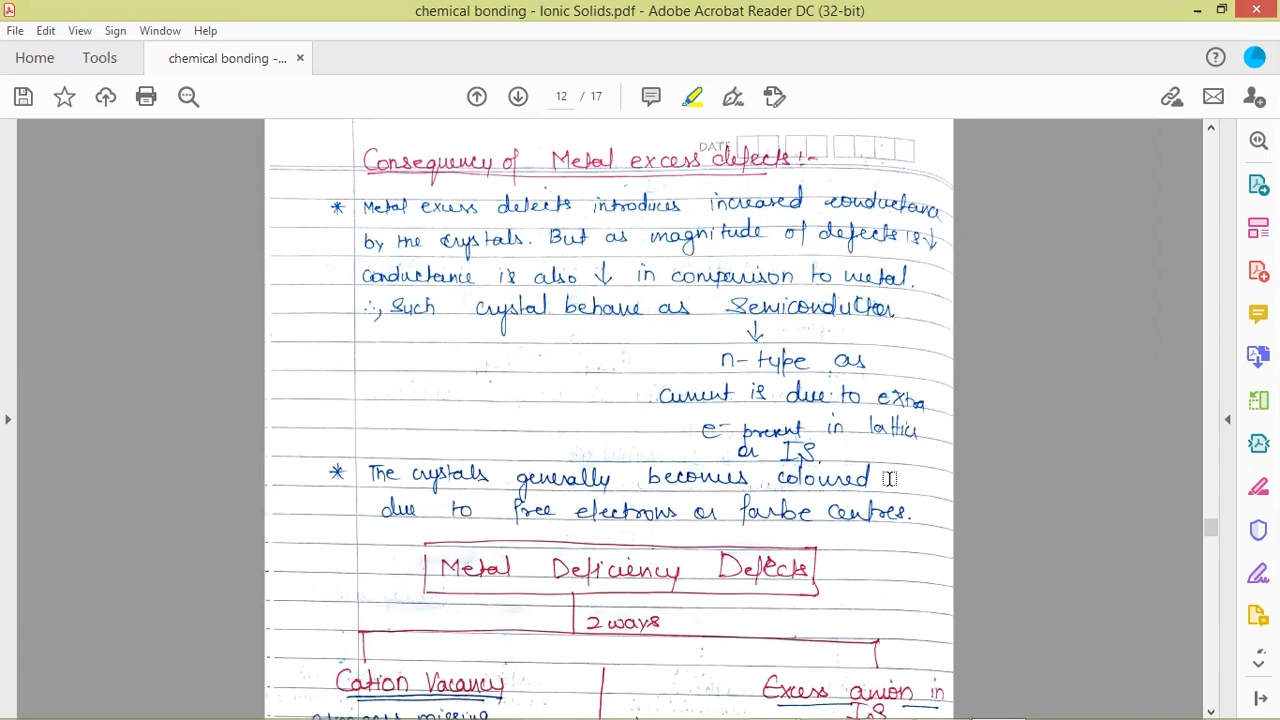 chemical bonding - Ionic Solids.pdf - Adobe Acrobat Reader DC (32-bit)
File Edit View Sign Window Help
Home Tools chemical bonding -... ×
12 / 17
DATE
Consequency of Metal excess defects :-
* Metal excess defects introduces increased conductance
by the crystals. But as magnitude of defects is ↓
conductance is also ↓ in comparison to metal.
∴, Such crystal behave as Semiconductor
↓
n-type as
current is due to extra
e- present in lattice
or I.S.
* The crystals generally becomes coloured
due to free electrons or farbe centres.
Metal Deficiency Defects
2 ways
Cation Vacancy
Excess anion in
I.S
missing